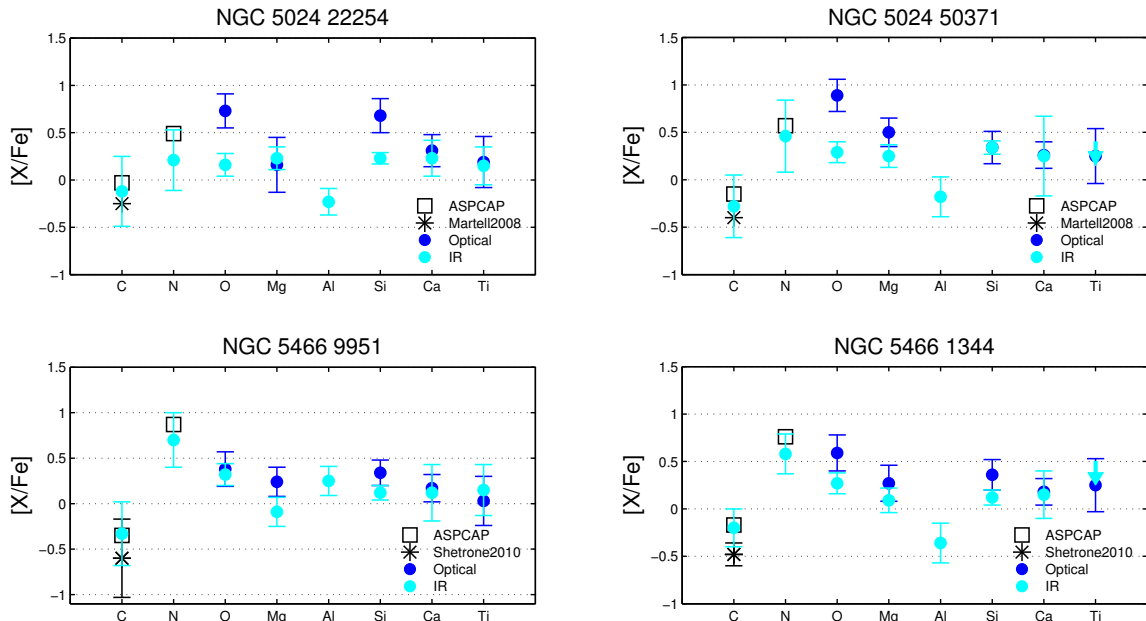 NGC 5024 22254
1.5
1
0.5
0
−0.5
−1
[X/Fe]
C N O Mg Al Si Ca Ti
ASPCAP
Martell2008
Optical
IR
NGC 5024 50371
1.5
1
0.5
0
−0.5
−1
[X/Fe]
C N O Mg Al Si Ca Ti
ASPCAP
Martell2008
Optical
IR
NGC 5466 9951
1.5
1
0.5
0
−0.5
−1
[X/Fe]
C N O Mg Al Si Ca Ti
ASPCAP
Shetrone2010
Optical
IR
NGC 5466 1344
1.5
1
0.5
0
−0.5
−1
[X/Fe]
C N O Mg Al Si Ca Ti
ASPCAP
Shetrone2010
Optical
IR